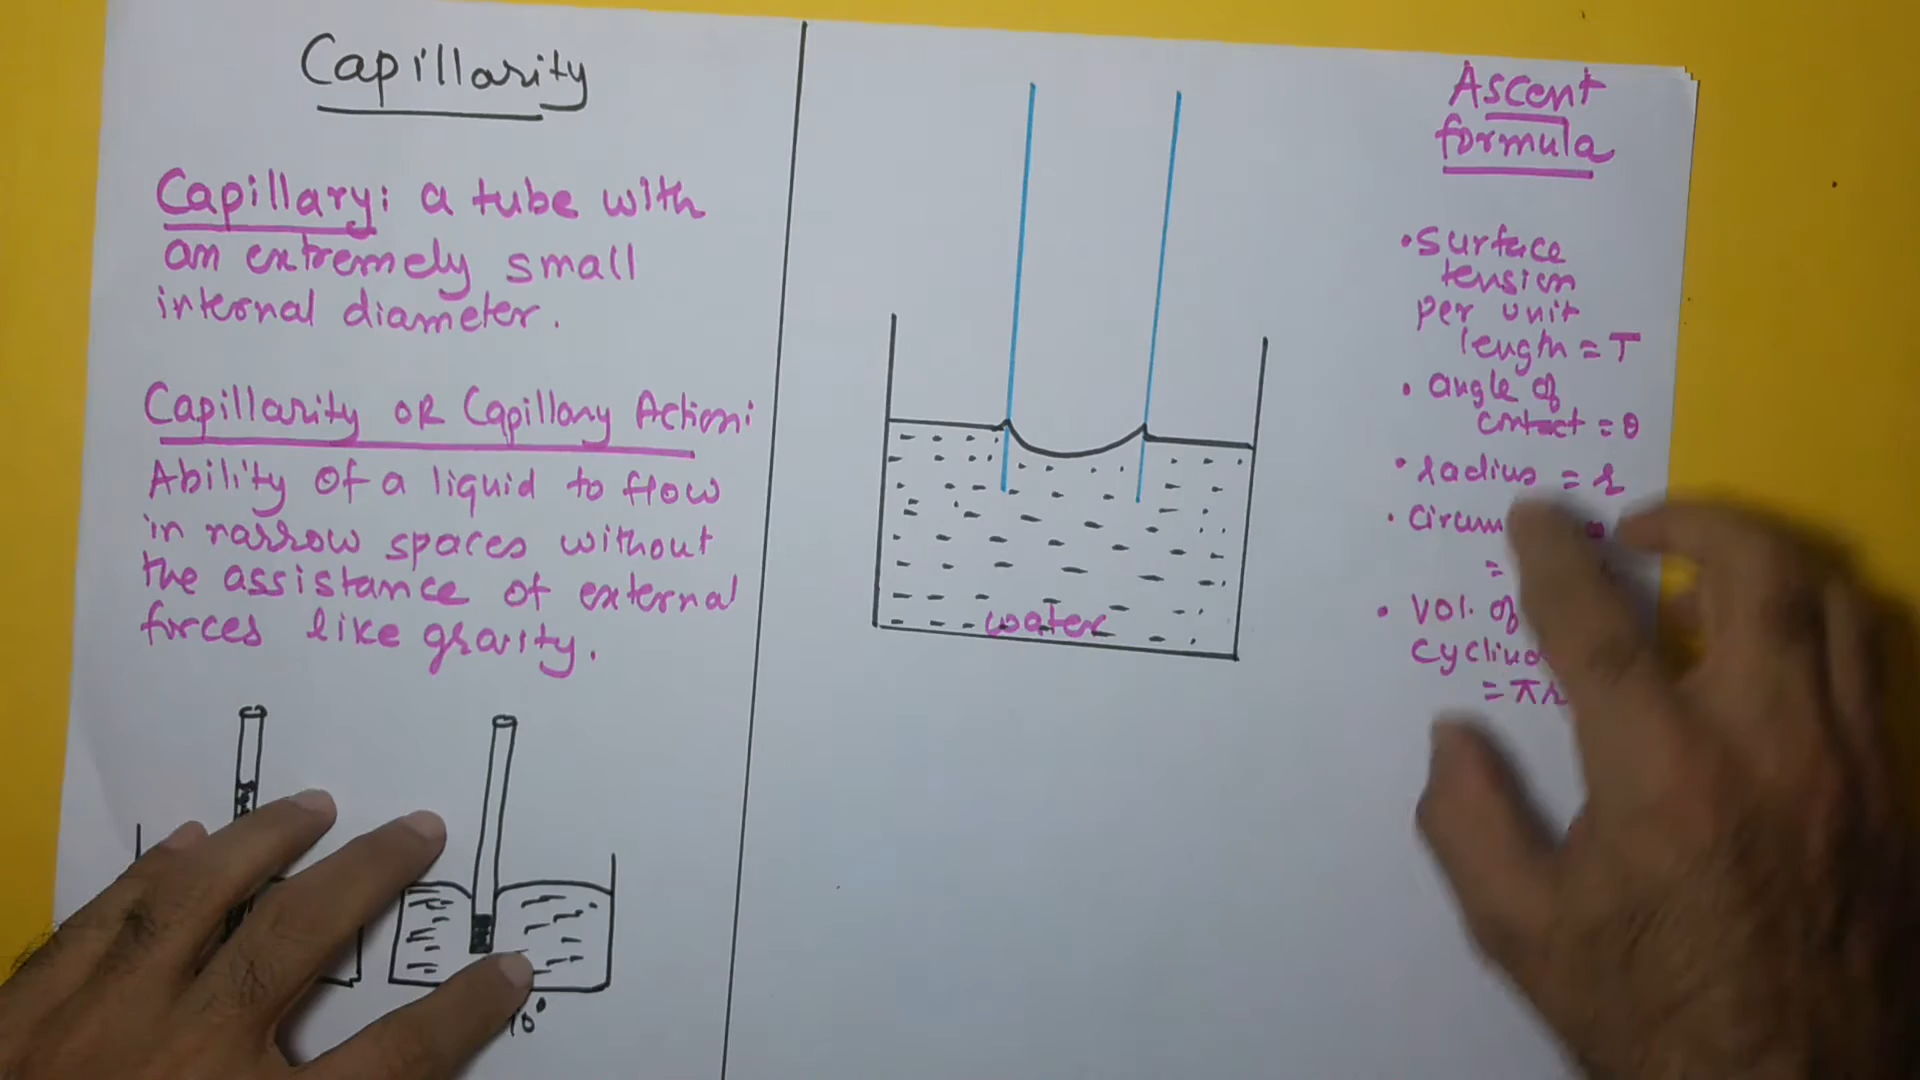 Capillarity
Capillary: a tube with
an extremely small
internal diameter.
Capillarity OR Capillary Action:
Ability of a liquid to flow
in narrow spaces without
the assistance of external
forces like gravity.
water
Ascent
formula
• Surface
tension
per unit
length = T
• angle of
contact = θ
• radius = r
•
=
• Vol. of
= πr